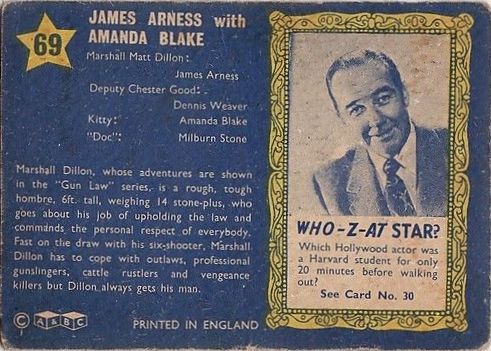 69
JAMES ARNESS with
AMANDA BLAKE
Marshall Matt Dillon:
James Arness
Deputy Chester Good:
Dennis Weaver
Kitty: Amanda Blake
"Doc": Milburn Stone
Marshall Dillon, whose adventures are shown
in the "Gun Law" series, is a rough, tough
hombre, 6ft. tall, weighing 14 stone-plus, who
goes about his job of upholding the law and
commands the personal respect of everybody.
Fast on the draw with his six-shooter, Marshall
Dillon has to cope with outlaws, professional
gunslingers, cattle rustlers and vengeance
killers but Dillon always gets his man.
© A&BC PRINTED IN ENGLAND
WHO-Z-AT STAR?
Which Hollywood actor was
a Harvard student for only
20 minutes before walking
out?
See Card No. 30